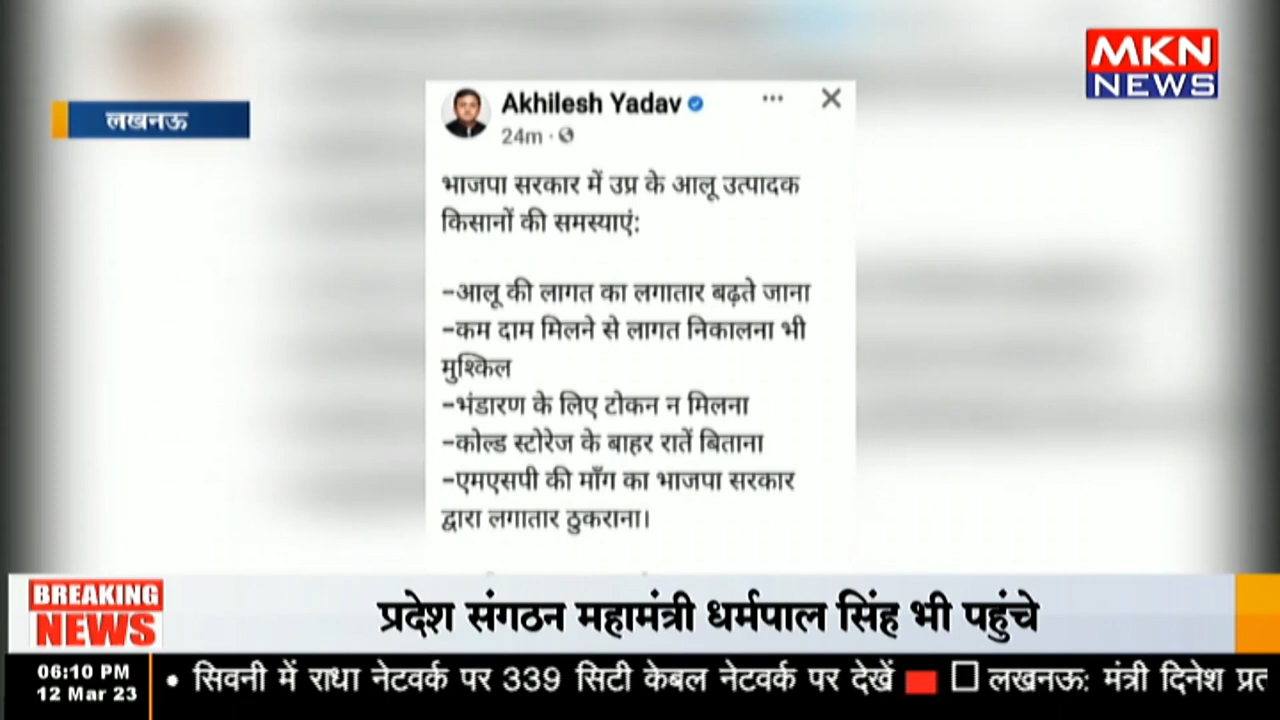 MKN
NEWS
लखनऊ
Akhilesh Yadav
24m
भाजपा सरकार में उप्र के आलू उत्पादक
किसानों की समस्याएं:
-आलू की लागत का लगातार बढ़ते जाना
-कम दाम मिलने से लागत निकालना भी
मुश्किल
-भंडारण के लिए टोकन न मिलना
-कोल्ड स्टोरेज के बाहर रातें बिताना
-एमएसपी की माँग का भाजपा सरकार
द्वारा लगातार ठुकराना।
BREAKING
NEWS
प्रदेश संगठन महामंत्री धर्मपाल सिंह भी पहुंचे
06:10 PM
12 Mar 23
• सिवनी में राधा नेटवर्क पर 339 सिटी केबल नेटवर्क पर देखें लखनऊ: मंत्री दिनेश प्रत